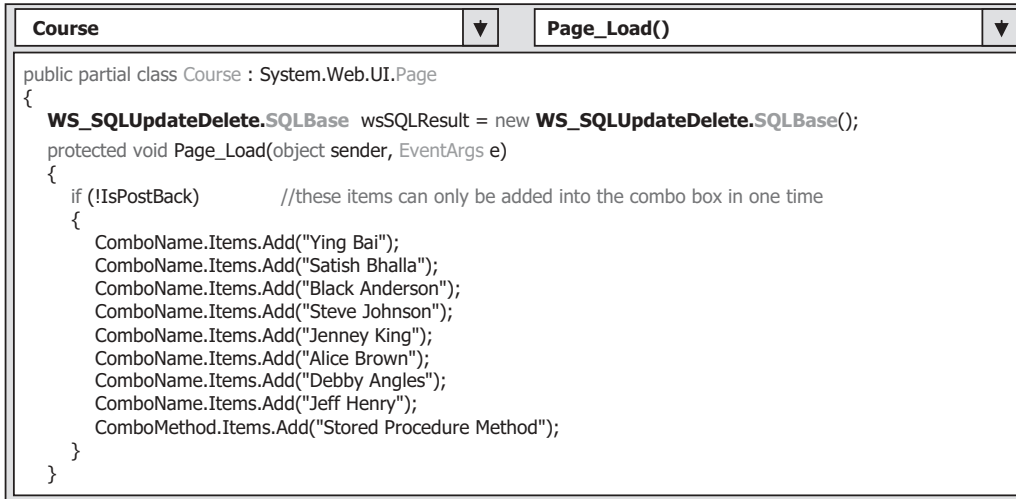 Course Page_Load()
public partial class Course : System.Web.UI.Page
{
WS_SQLUpdateDelete.SQLBase wsSQLResult = new WS_SQLUpdateDelete.SQLBase();
protected void Page_Load(object sender, EventArgs e)
{
if (!IsPostBack) //these items can only be added into the combo box in one time
{
ComboName.Items.Add("Ying Bai");
ComboName.Items.Add("Satish Bhalla");
ComboName.Items.Add("Black Anderson");
ComboName.Items.Add("Steve Johnson");
ComboName.Items.Add("Jenney King");
ComboName.Items.Add("Alice Brown");
ComboName.Items.Add("Debby Angles");
ComboName.Items.Add("Jeff Henry");
ComboMethod.Items.Add("Stored Procedure Method");
}
}